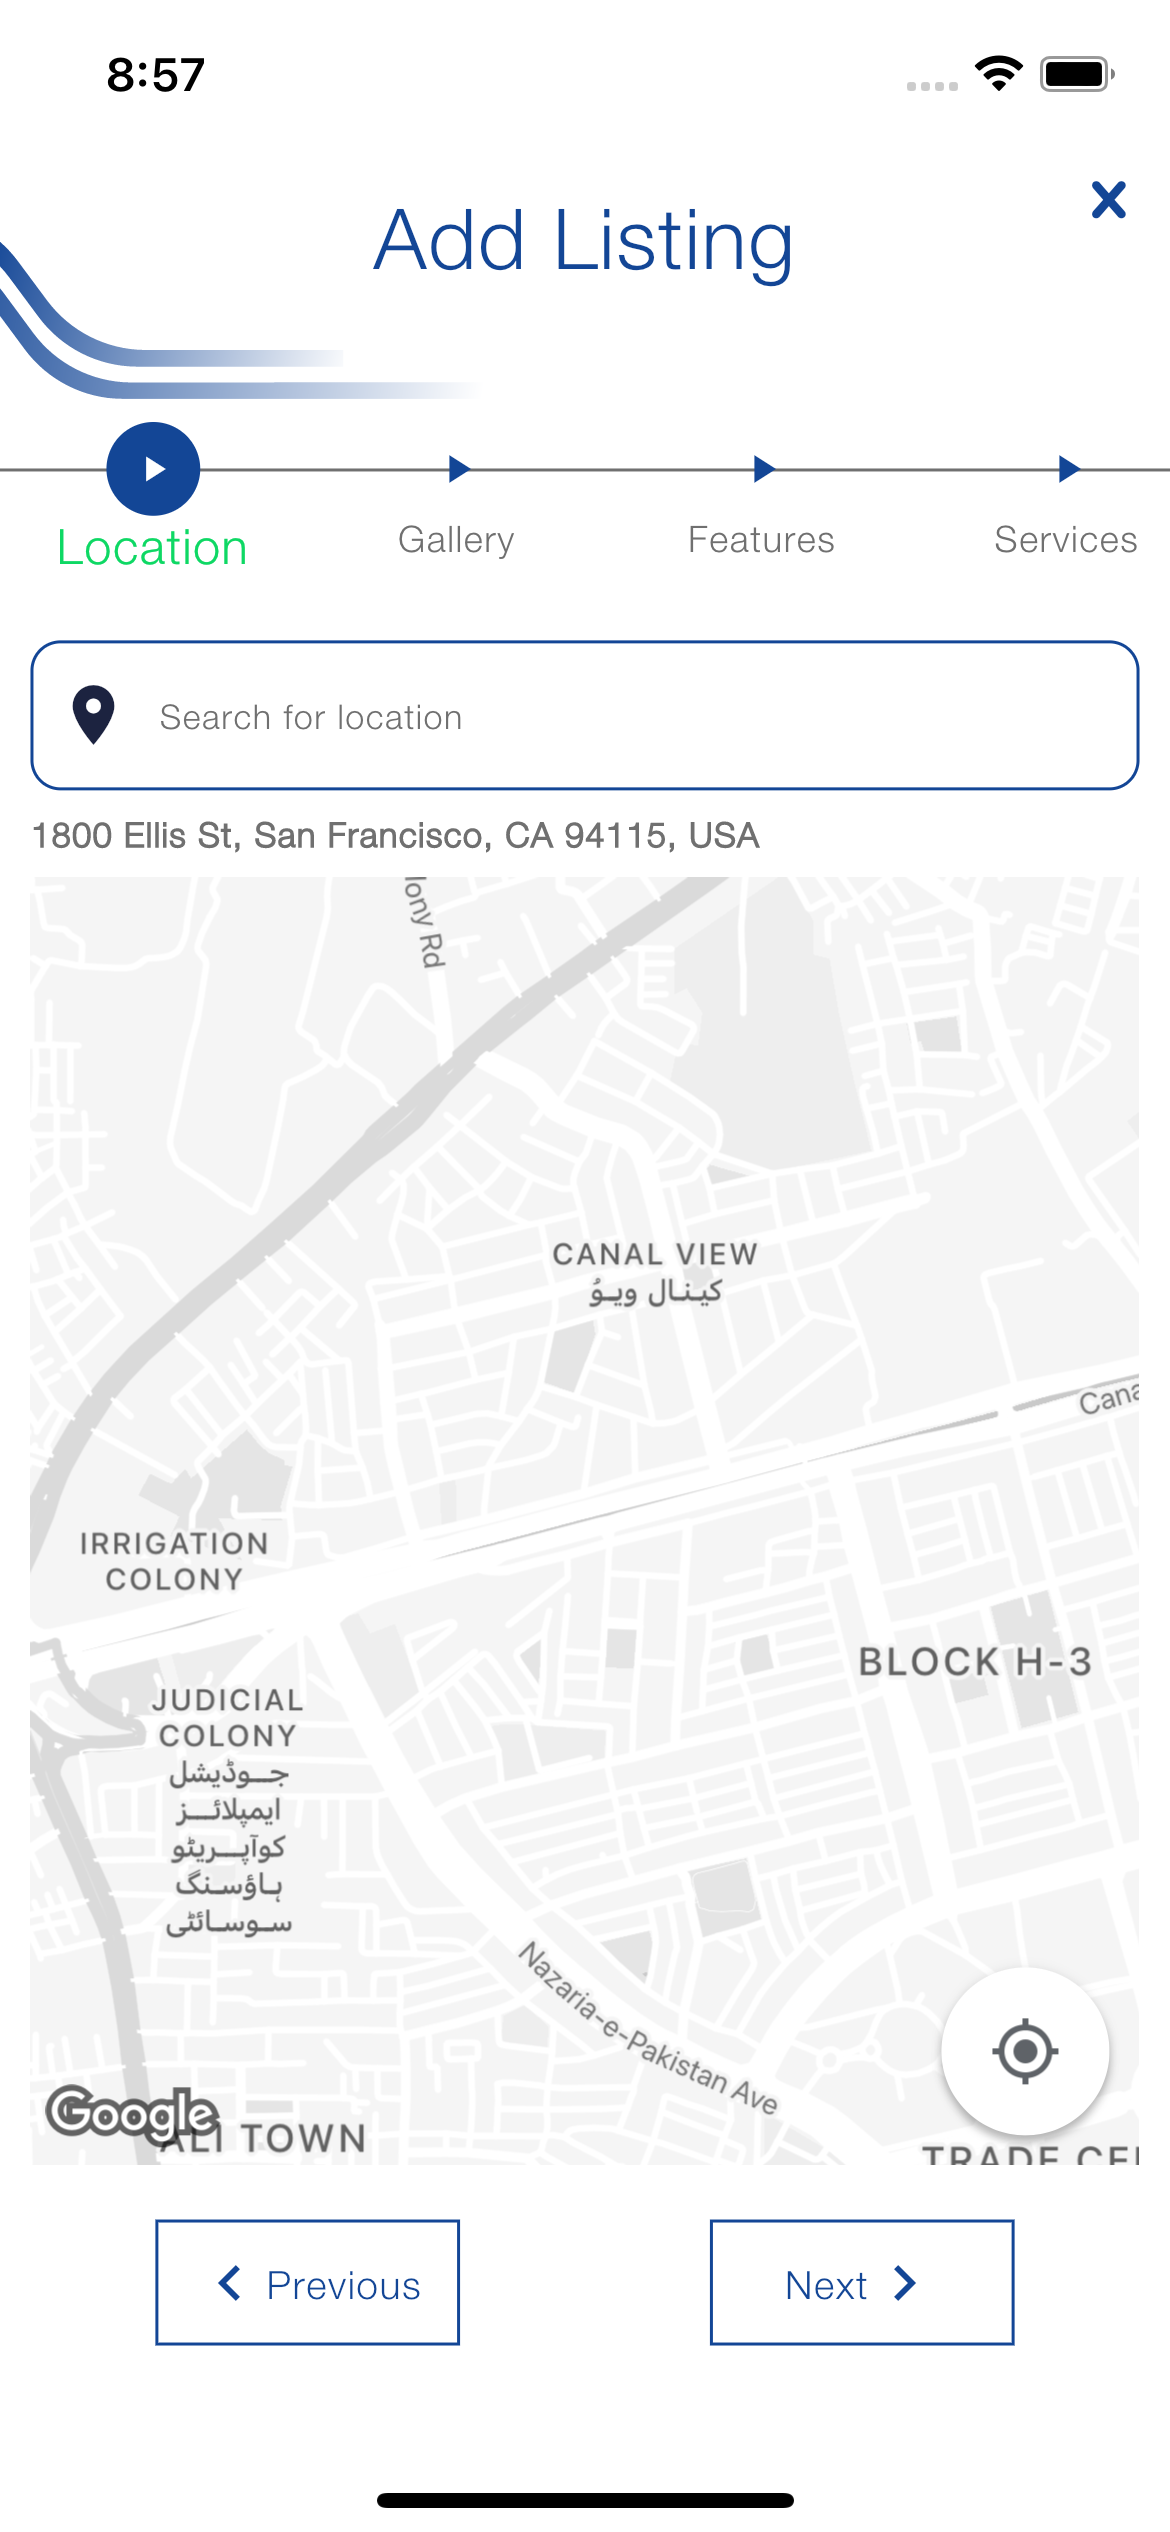 8:57
Add Listing
Location
Gallery
Features
Services
Search for location
1800 Ellis St, San Francisco, CA 94115, USA
lony Rd
CANAL VIEW
کینال ویوُ
Cana
IRRIGATION
COLONY
BLOCK H-3
JUDICIAL
COLONY
جوڈیشل
ایمپلائز
کوآپریٹو
ہاؤسنگ
سوسائٹی
Nazaria-e-Pakistan Ave
Google
ALI TOWN
TRADE CEN
Previous
Next